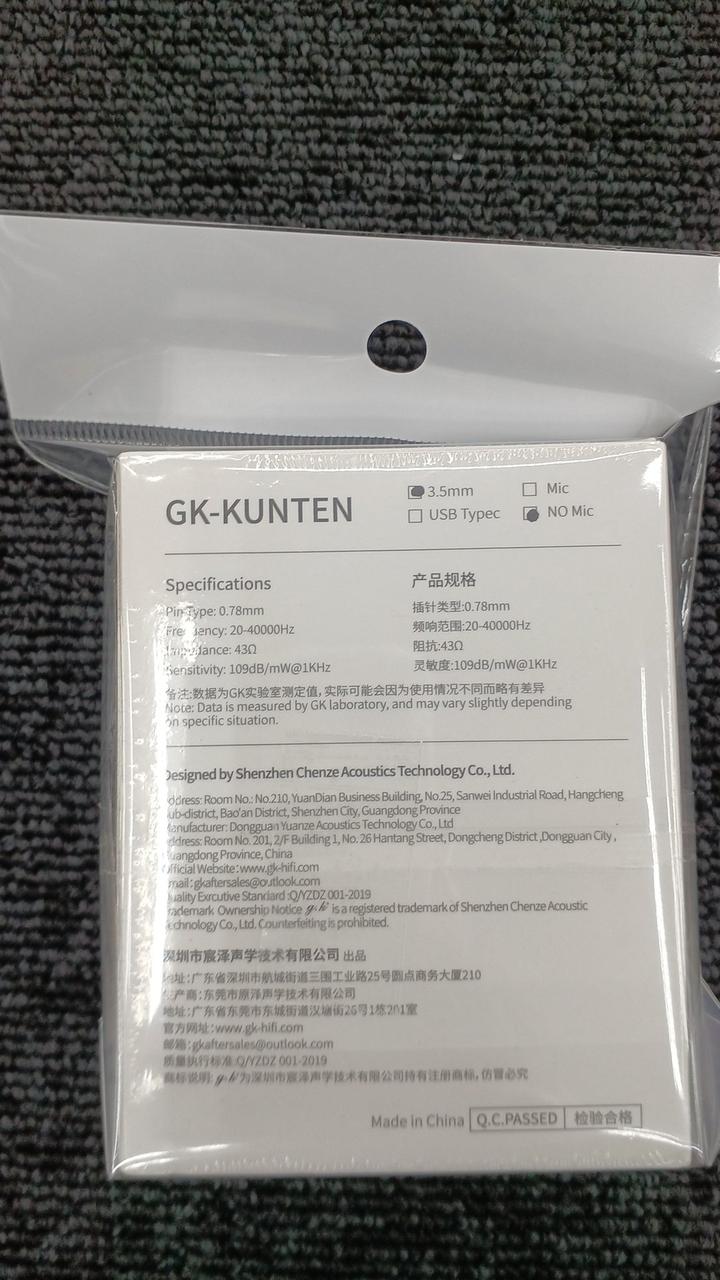 GK-KUNTEN
3.5mm
Mic
USB Typec
NO Mic
Specifications
Pin Type: 0.78mm
Frequency: 20-40000Hz
Impedance: 43Ω
Sensitivity: 109dB/mW@1KHz
产品规格
插针类型:0.78mm
频响范围:20-40000Hz
阻抗:43Ω
灵敏度:109dB/mW@1KHz
备注:数据为GK实验室测定值, 实际可能会因为使用情况不同而略有差异
Note: Data is measured by GK laboratory, and may vary slightly depending
on specific situation.
Designed by Shenzhen Chenze Acoustics Technology Co., Ltd.
Address: Room No.: No.210, YuanDian Business Building, No.25, Sanwei Industrial Road, Hangcheng
Sub-district, Bao'an District, Shenzhen City, Guangdong Province
Manufacturer: Dongguan Yuanze Acoustics Technology Co., Ltd
Address: Room No. 201, 2/F Building 1, No. 26 Hantang Street, Dongcheng District ,Dongguan City ,
Guangdong Province, China
Official Website: www.gk-hifi.com
Email: gkaftersales@outlook.com
Quality Exrcutive Standard :Q/YZDZ 001-2019
Trademark Ownership Notice gk is a registered trademark of Shenzhen Chenze Acoustic
Technology Co., Ltd. Counterfeiting is prohibited.
深圳市宸泽声学技术有限公司 出品
地址: 广东省深圳市航城街道三围工业路25号圆点商务大厦210
生产商: 东莞市原泽声学技术有限公司
地址: 广东省东莞市东城街道汉塘街26号1栋201室
官方网址: www.gk-hifi.com
邮箱: gkaftersales@outlook.com
质量执行标准:Q/YZDZ 001-2019
商标说明: gk 为深圳市宸泽声学技术有限公司持有注册商标, 仿冒必究
Made in China Q.C.PASSED 检验合格